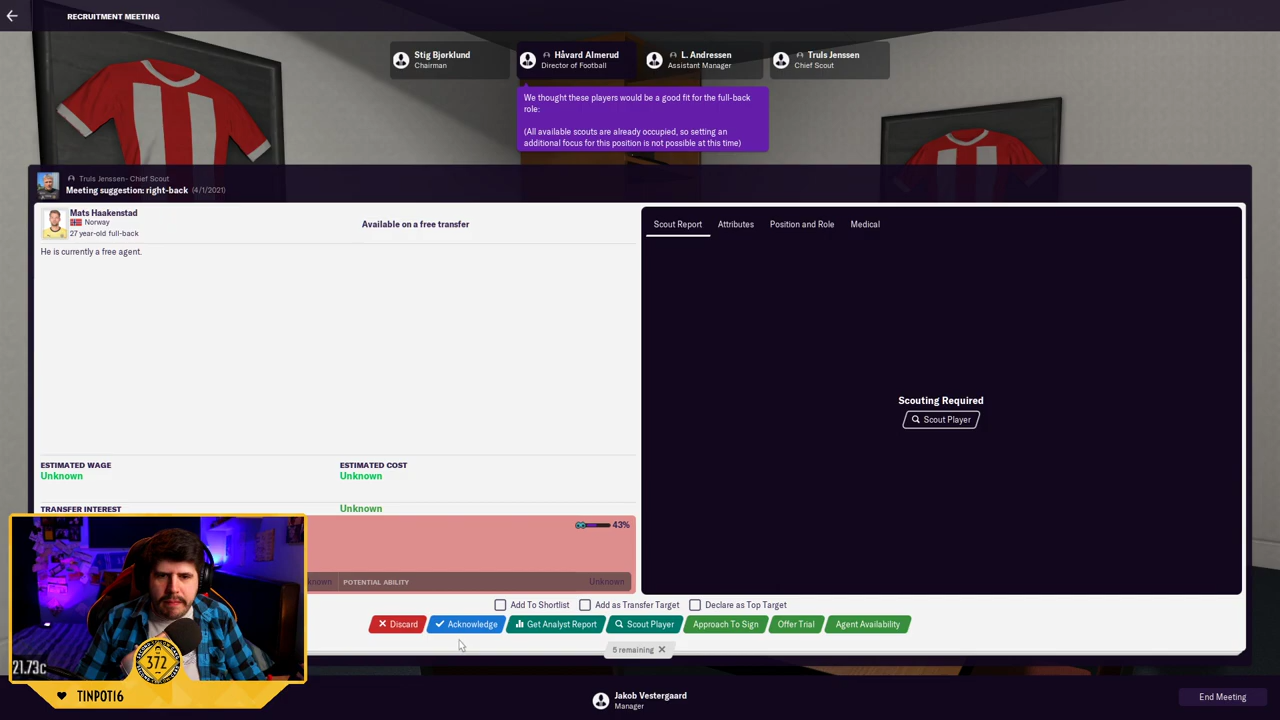 RECRUITMENT MEETING
Stig Bjørklund
Chairman
Håvard Almerud
Director of Football
L. Andressen
Assistant Manager
Truls Jenssen
Chief Scout
We thought these players would be a good fit for the full-back
role:
(All available scouts are already occupied, so setting an
additional focus for this position is not possible at this time)
Truls Jenssen- Chief Scout
Meeting suggestion: right-back (4/1/2021)
Mats Haakenstad
Norway
27 year-old full-back
Available on a free transfer
He is currently a free agent.
Scout Report
Attributes
Position and Role
Medical
Scouting Required
Scout Player
ESTIMATED WAGE
Unknown
ESTIMATED COST
Unknown
TRANSFER INTEREST
Unknown
43%
POTENTIAL ABILITY
Unknown
Add To Shortlist
Add as Transfer Target
Declare as Top Target
Discard
Acknowledge
Get Analyst Report
Scout Player
Approach To Sign
Offer Trial
Agent Availability
5 remaining
21.73c
372
TINPOTI6
Jakob Vestergaard
Manager
End Meeting